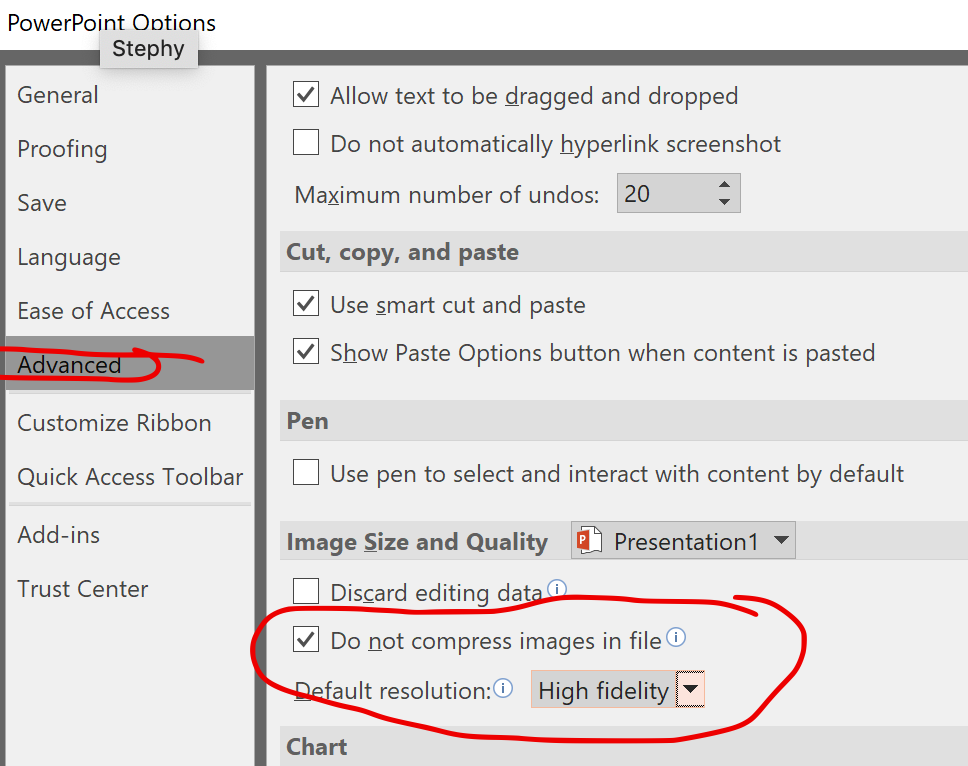 PowerPoint Options
Stephy
General
Proofing
Save
Language
Ease of Access
Advanced
Customize Ribbon
Quick Access Toolbar
Add-ins
Trust Center
Allow text to be dragged and dropped
Do not automatically hyperlink screenshot
Maximum number of undos: 20
Cut, copy, and paste
Use smart cut and paste
Show Paste Options button when content is pasted
Pen
Use pen to select and interact with content by default
Image Size and Quality Presentation1
Discard editing data
Do not compress images in file
Default resolution: High fidelity
Chart